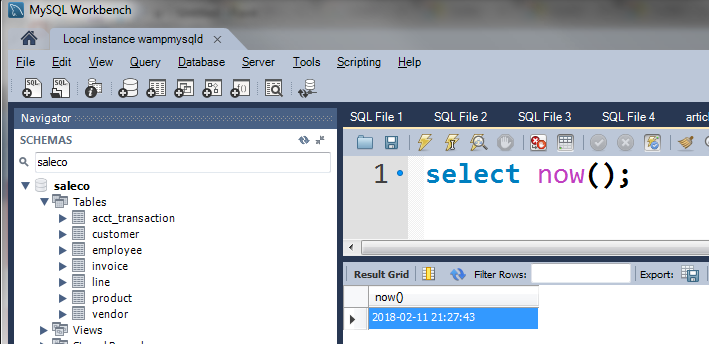 MySQL Workbench
Local instance wampmysqld ×
File Edit View Query Database Server Tools Scripting Help
Navigator
SCHEMAS
saleco
saleco
Tables
acct_transaction
customer
employee
invoice
line
product
vendor
Views
SQL File 1 SQL File 2 SQL File 3 SQL File 4 artic
1 select now();
Result Grid Filter Rows: Export:
now()
2018-02-11 21:27:43